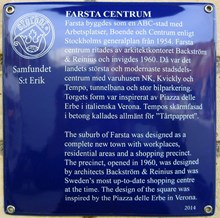 FARSTA CENTRUM
Farsta byggdes som en ABC-stad med
Arbetsplatser, Boende och Centrum enligt
Stockholms generalplan från 1954. Farsta
centrum ritades av arkitektkontoret Backström
& Reinius och invigdes 1960. Då var det
landets största och modernaste stadsdels-
centrum med varuhusen NK, Kvickly och
Tempo, tunnelbana och stor bilparkering.
Torgets form var inspirerat av Piazza delle
Erbe i italienska Verona. Tempos skärmfasad
i betong kallades allmänt för "Tårtpappret".
Samfundet
S:t Erik
The suburb of Farsta was designed as a
complete new town with workplaces,
residential areas and a shopping precinct.
The precinct, opened in 1960, was designed
by architects Backström & Reinius and was
Sweden's most up-to-date shopping centre
at the time. The design of the square was
inspired by the Piazza delle Erbe in Verona.
2014